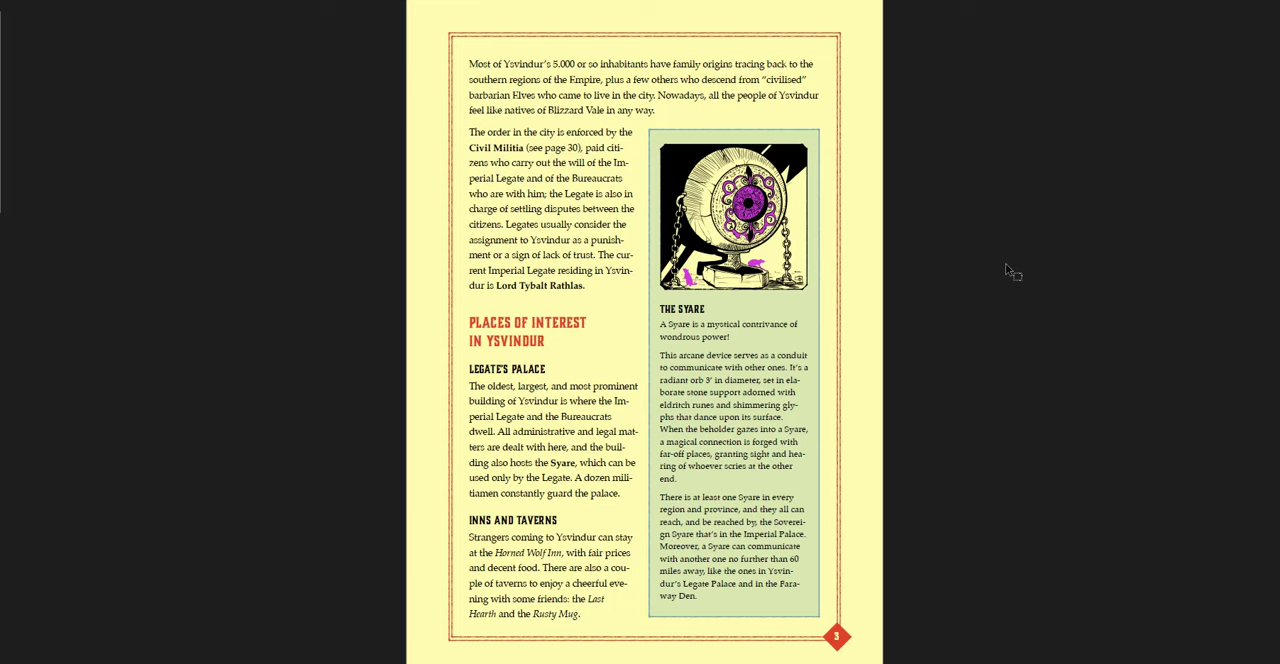 Most of Ysvindur's 5.000 or so inhabitants have family origins tracing back to the
southern regions of the Empire, plus a few others who descend from "civilised"
barbarian Elves who came to live in the city. Nowadays, all the people of Ysvindur
feel like natives of Blizzard Vale in any way.
The order in the city is enforced by the
Civil Militia (see page 30), paid citi-
zens who carry out the will of the Im-
perial Legate and of the Bureaucrats
who are with him; the Legate is also in
charge of settling disputes between the
citizens. Legates usually consider the
assignment to Ysvindur as a punish-
ment or a sign of lack of trust. The cur-
rent Imperial Legate residing in Ysvin-
dur is Lord Tybalt Rathlas.
PLACES OF INTEREST
IN YSVINDUR
LEGATE'S PALACE
The oldest, largest, and most prominent
building of Ysvindur is where the Im-
perial Legate and the Bureaucrats
dwell. All administrative and legal mat-
ters are dealt with here, and the buil-
ding also hosts the Syare, which can be
used only by the Legate. A dozen mili-
tiamen constantly guard the palace.
INNS AND TAVERNS
Strangers coming to Ysvindur can stay
at the Horned Wolf Inn, with fair prices
and decent food. There are also a cou-
ple of taverns to enjoy a cheerful eve-
ning with some friends: the Last
Hearth and the Rusty Mug.
THE SYARE
A Syare is a mystical contrivance of
wondrous power!
This arcane device serves as a conduit
to communicate with other ones. It's a
radiant orb 3' in diameter, set in ela-
borate stone support adorned with
eldritch runes and shimmering gly-
phs that dance upon its surface.
When the beholder gazes into a Syare,
a magical connection is forged with
far-off places, granting sight and hea-
ring of whoever scries at the other
end.
There is at least one Syare in every
region and province, and they all can
reach, and be reached by, the Soverei-
gn Syare that's in the Imperial Palace.
Moreover, a Syare can communicate
with another one no further than 60
miles away, like the ones in Ysvin-
dur's Legate Palace and in the Fara-
way Den.
3